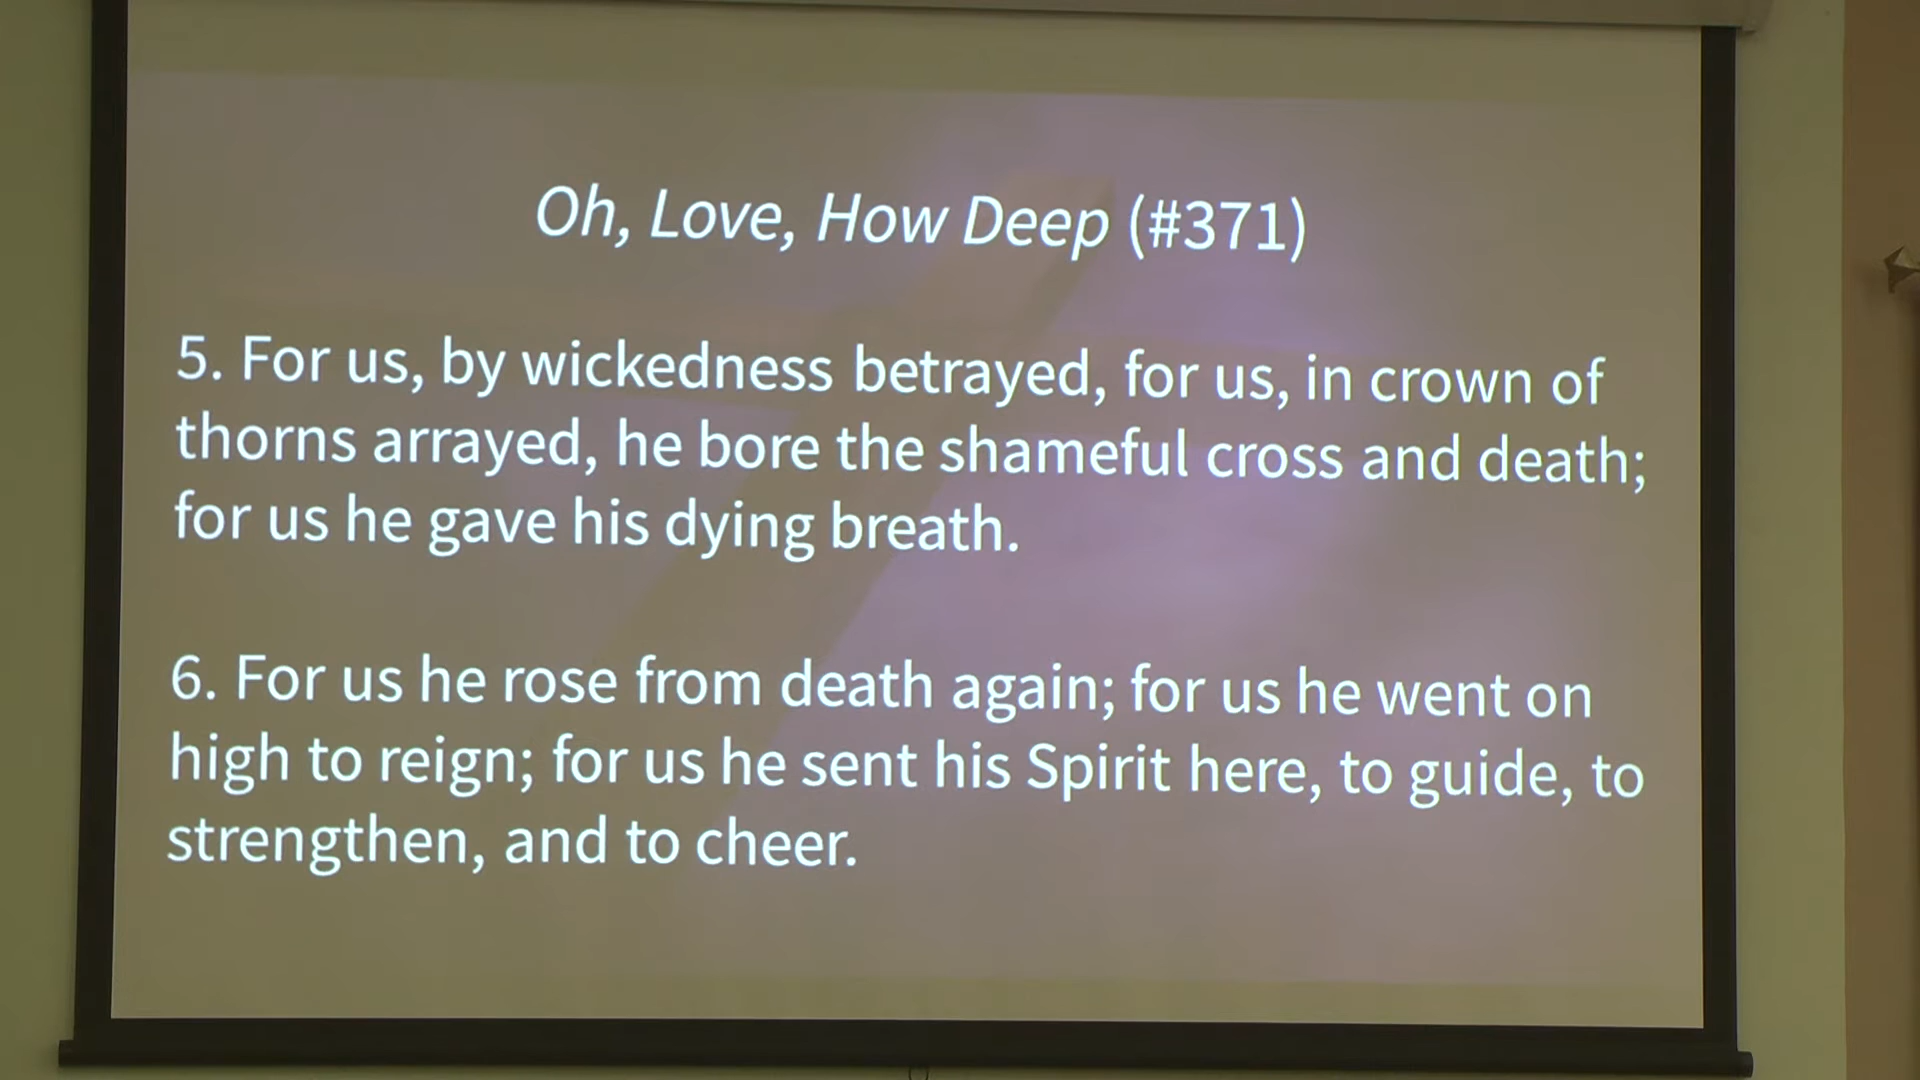 Oh, Love, How Deep (#371)
5. For us, by wickedness betrayed, for us, in crown of
thorns arrayed, he bore the shameful cross and death;
for us he gave his dying breath.
6. For us he rose from death again; for us he went on
high to reign; for us he sent his Spirit here, to guide, to
strengthen, and to cheer.